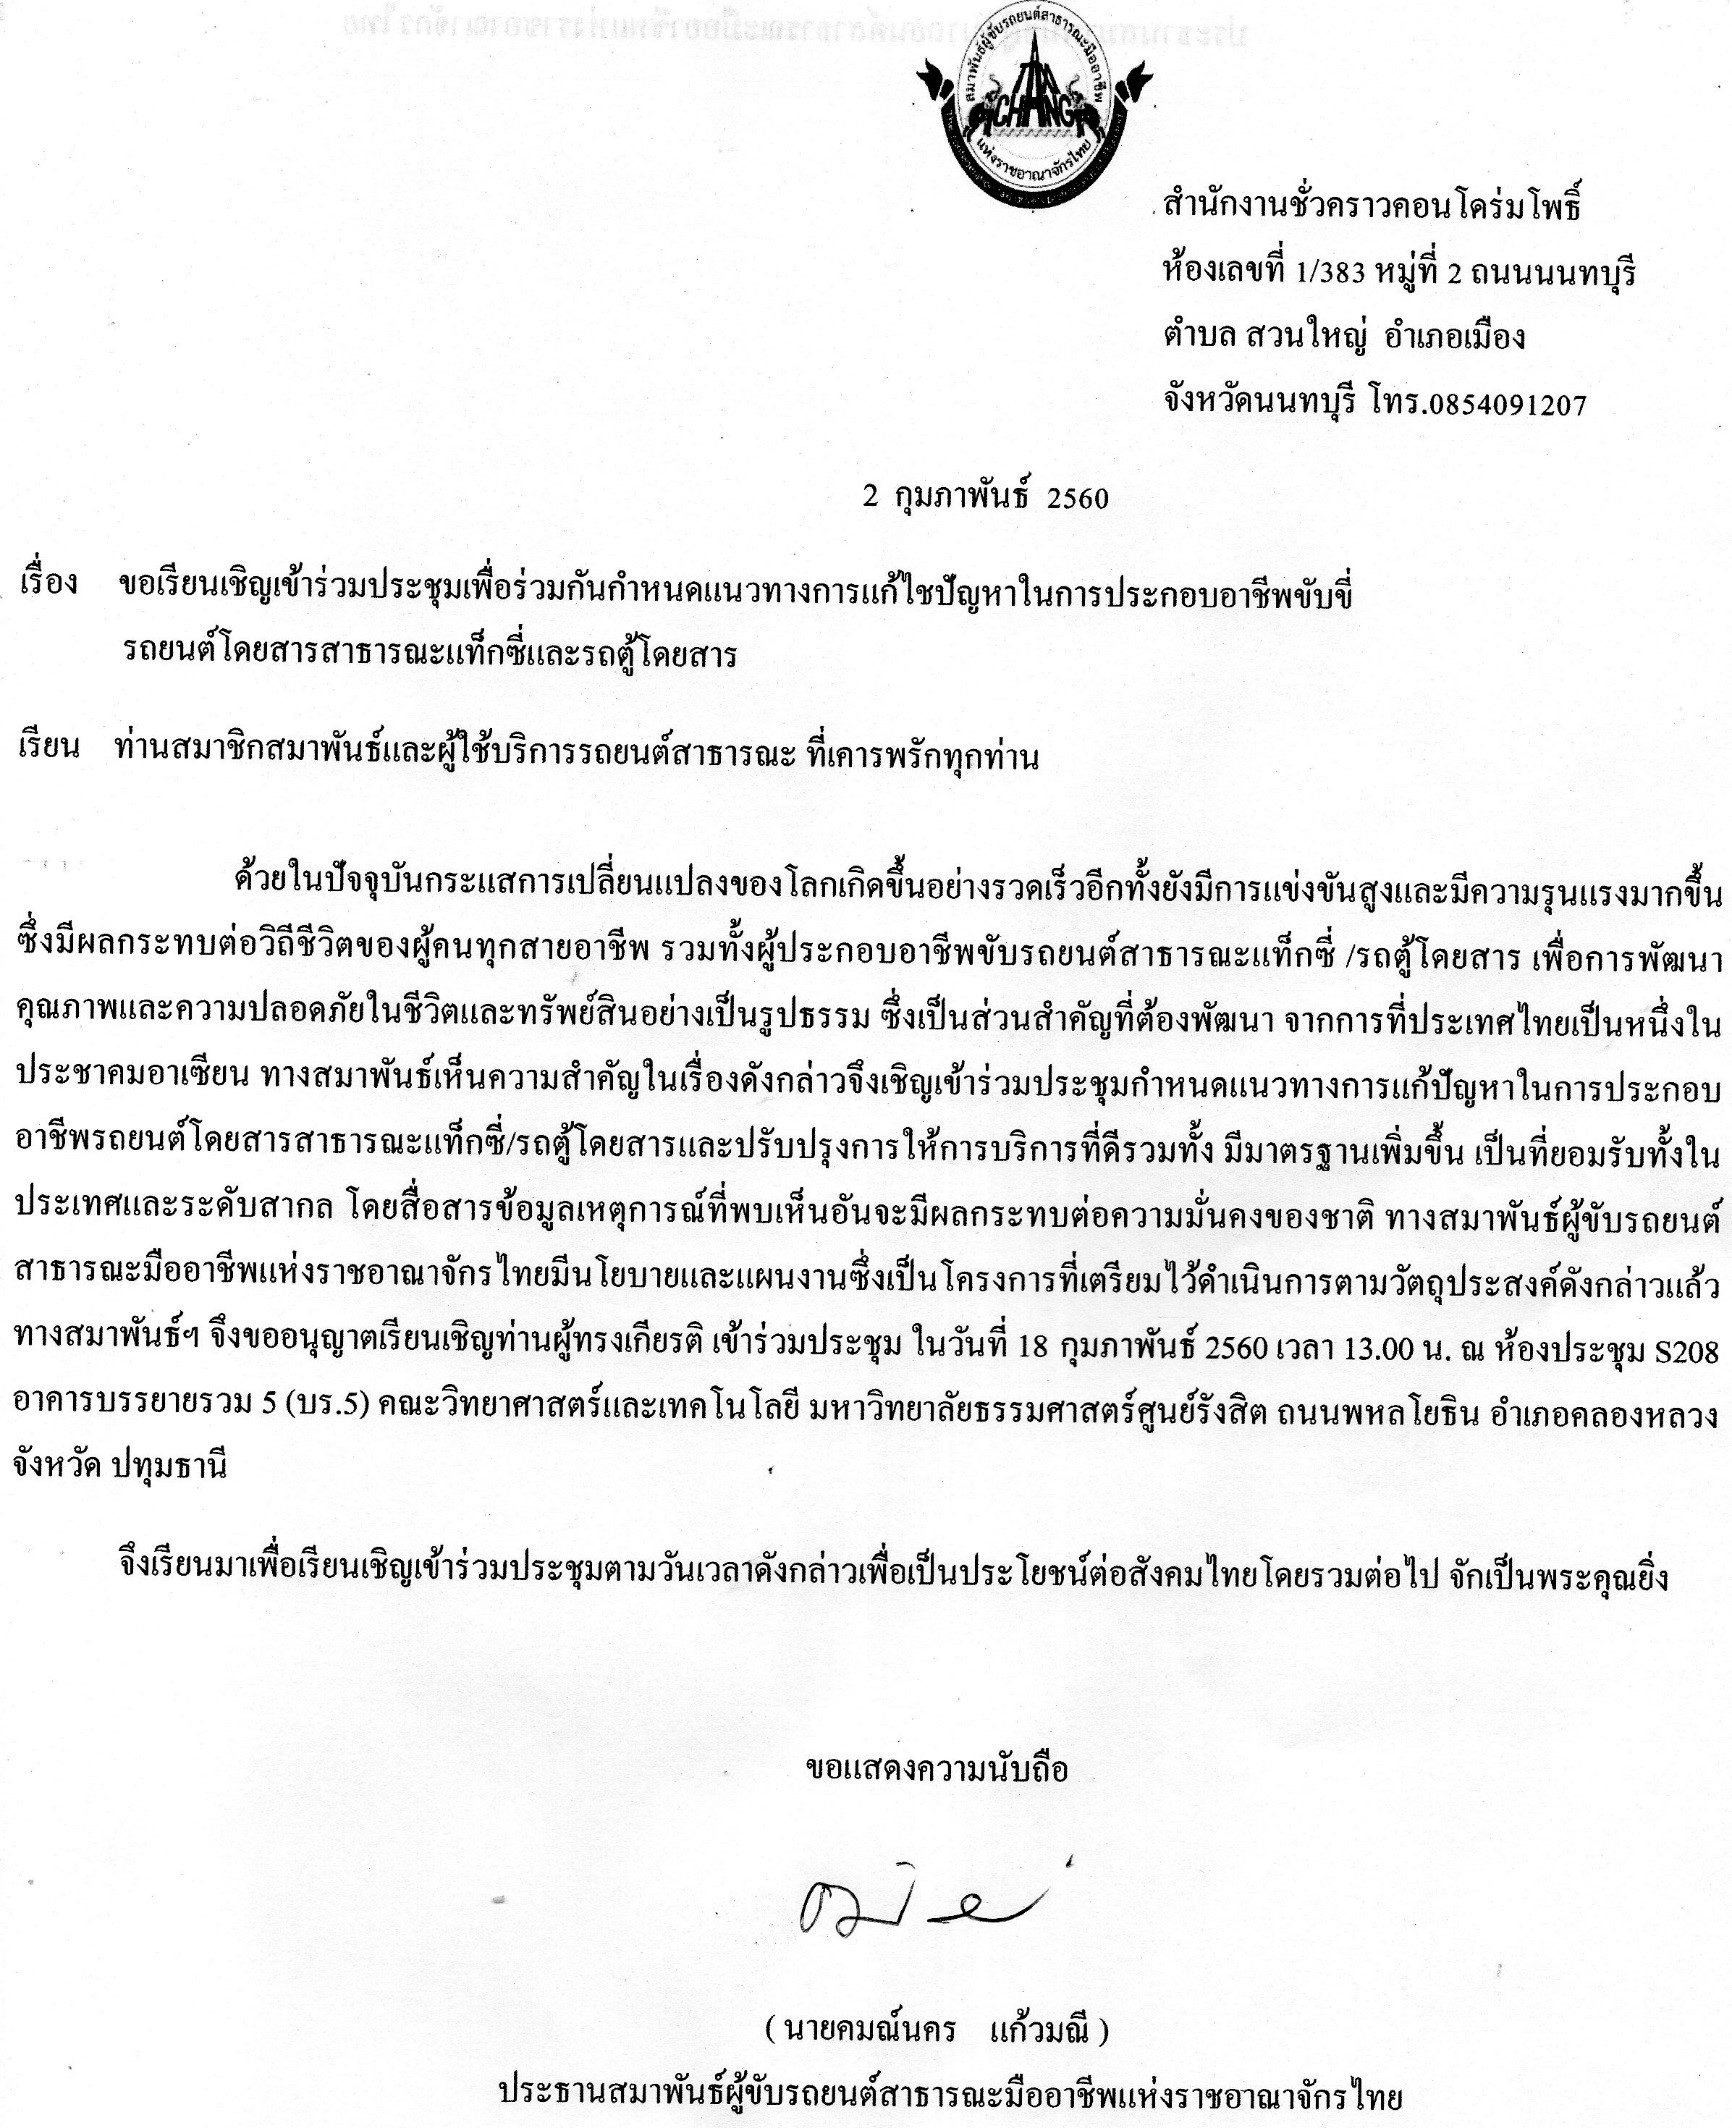 สมาพันธ์ผู้ขับรถยนต์สาธารณะมืออาชีพ
CHANG
แห่งราชอาณาจักรไทย
สำนักงานชั่วคราวคอนโดร่มโพธิ์
ห้องเลขที่ 1/383 หมู่ที่ 2 ถนนนนทบุรี
ตำบล สวนใหญ่ อำเภอเมือง
จังหวัดนนทบุรี โทร.0854091207
2 กุมภาพันธ์ 2560
เรื่อง ขอเรียนเชิญเข้าร่วมประชุมเพื่อร่วมกันกำหนดแนวทางการแก้ไชปัญหาในการประกอบอาชีพขับขี่
รถยนต์โดยสารสาธารณะแท็กซี่และรถตู้โดยสาร
เรียน ท่านสมาชิกสมาพันธ์และผู้ใช้บริการรถยนต์สาธารณะ ที่เคารพรักทุกท่าน
ด้วยในปัจจุบันกระแสการเปลี่ยนแปลงของโลกเกิดขึ้นอย่างรวดเร็วอีกทั้งยังมีการแข่งขันสูงและมีความรุนแรงมากขึ้น
ซึ่งมีผลกระทบต่อวิถีชีวิตของผู้คนทุกสายอาชีพ รวมทั้งผู้ประกอบอาชีพขับรถยนต์สาธารณะแท็กซี่ /รถตู้โดยสาร เพื่อการพัฒนา
คุณภาพและความปลอดภัยในชีวิตและทรัพย์สินอย่างเป็นรูปธรรม ซึ่งเป็นส่วนสำคัญที่ต้องพัฒนา จากการที่ประเทศไทยเป็นหนึ่งใน
ประชาคมอาเซียน ทางสมาพันธ์เห็นความสำคัญในเรื่องดังกล่าวจึงเชิญเข้าร่วมประชุมกำหนดแนวทางการแก้ปัญหาในการประกอบ
อาชีพรถยนต์โดยสารสาธารณะแท็กซี่/รถตู้โดยสารและปรับปรุงการให้การบริการที่ดีรวมทั้ง มีมาตรฐานเพิ่มขึ้น เป็นที่ยอมรับทั้งใน
ประเทศและระดับสากล โดยสื่อสารข้อมูลเหตุการณ์ที่พบเห็นอันจะมีผลกระทบต่อความมั่นคงของชาติ ทางสมาพันธ์ผู้ขับรถยนต์
สาธารณะมืออาชีพแห่งราชอาณาจักรไทยมีนโยบายและแผนงานซึ่งเป็นโครงการที่เตรียมไว้ดำเนินการตามวัตถุประสงค์ดังกล่าวแล้ว
ทางสมาพันธ์ฯ จึงขออนุญาตเรียนเชิญท่านผู้ทรงเกียรติ เข้าร่วมประชุม ในวันที่ 18 กุมภาพันธ์ 2560 เวลา 13.00 น. ณ ห้องประชุม S208
อาคารบรรยายรวม 5 (บร.5) คณะวิทยาศาสตร์และเทคโนโลยี มหาวิทยาลัยธรรมศาสตร์ศูนย์รังสิต ถนนพหลโยธิน อำเภอคลองหลวง
จังหวัด ปทุมธานี
จึงเรียนมาเพื่อเรียนเชิญเข้าร่วมประชุมตามวันเวลาดังกล่าวเพื่อเป็นประโยชน์ต่อสังคมไทยโดยรวมต่อไป จักเป็นพระคุณยิ่ง
ขอแสดงความนับถือ
( นายคมณ์นคร แก้วมณี )
ประธานสมาพันธ์ผู้ขับรถยนต์สาธารณะมืออาชีพแห่งราชอาณาจักรไทย